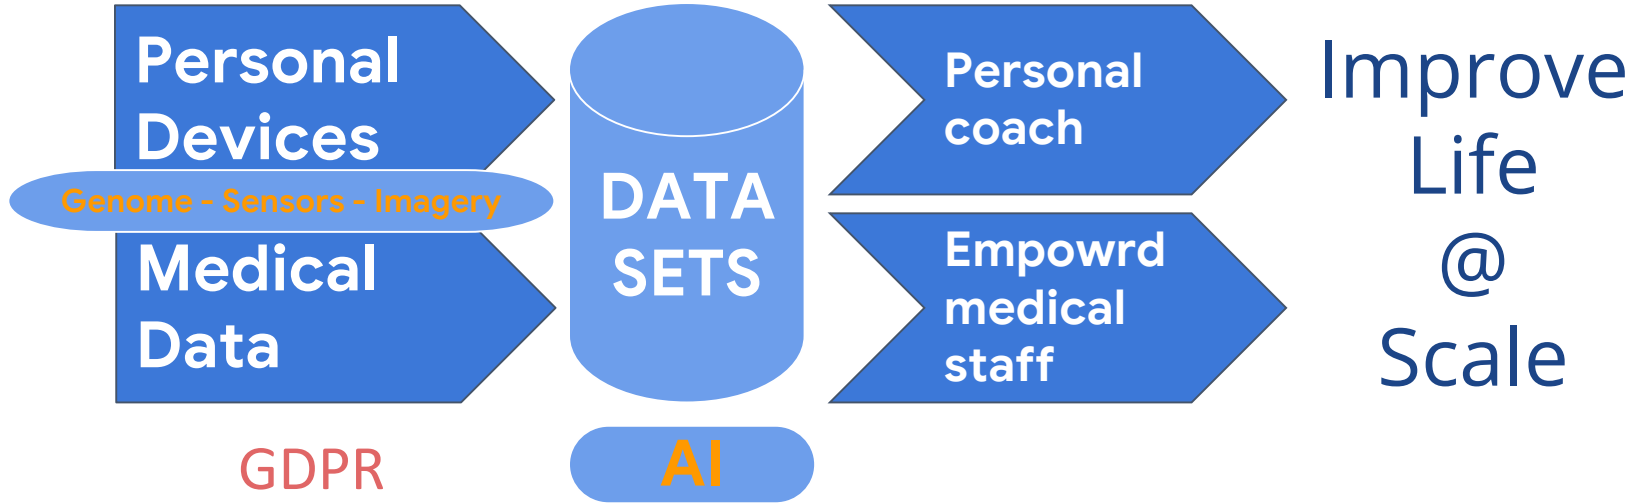 Personal
Devices
Genome - Sensors - Imagery
Medical
Data
GDPR
DATA
SETS
AI
Personal
coach
Empowrd
medical
staff
Improve
Life
@
Scale